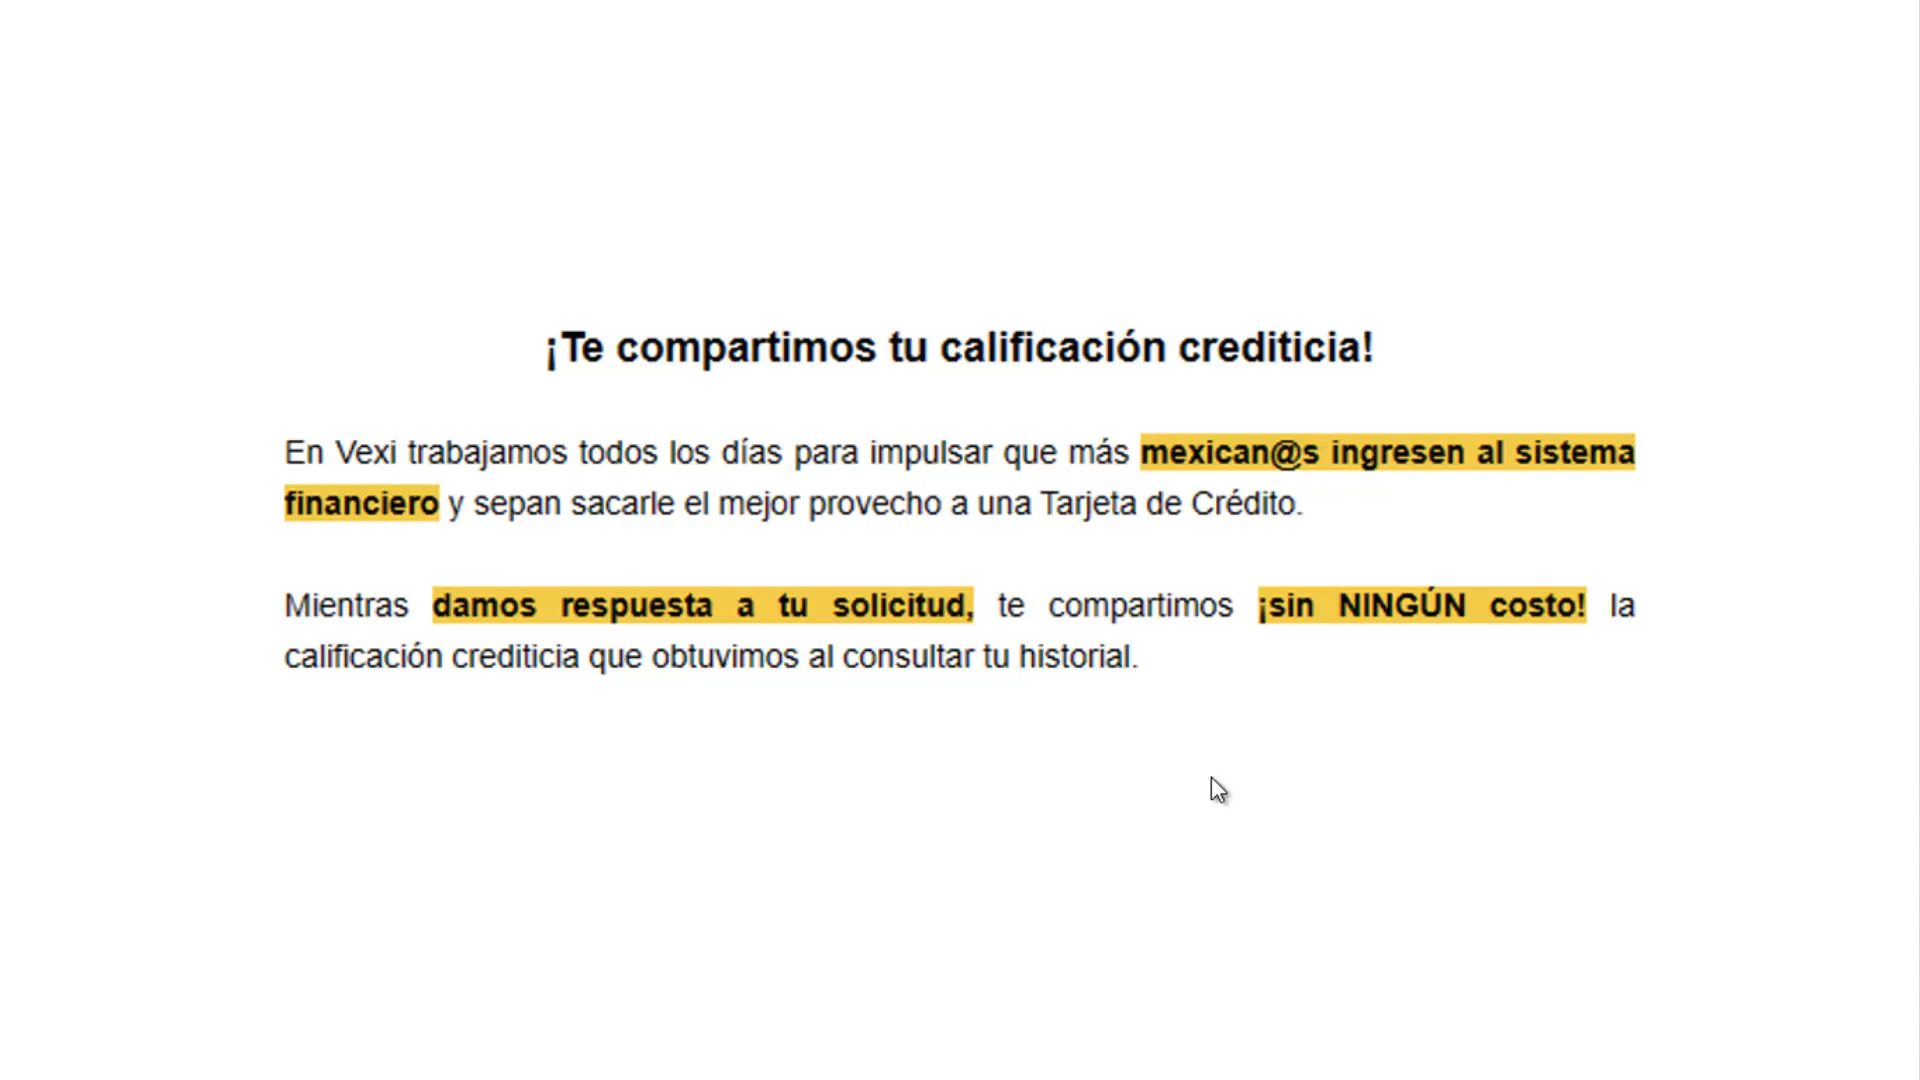 ¡Te compartimos tu calificación crediticia!
En Vexi trabajamos todos los días para impulsar que más mexican@s ingresen al sistema
financiero y sepan sacarle el mejor provecho a una Tarjeta de Crédito.
Mientras damos respuesta a tu solicitud, te compartimos ¡sin NINGÚN costo! la
calificación crediticia que obtuvimos al consultar tu historial.